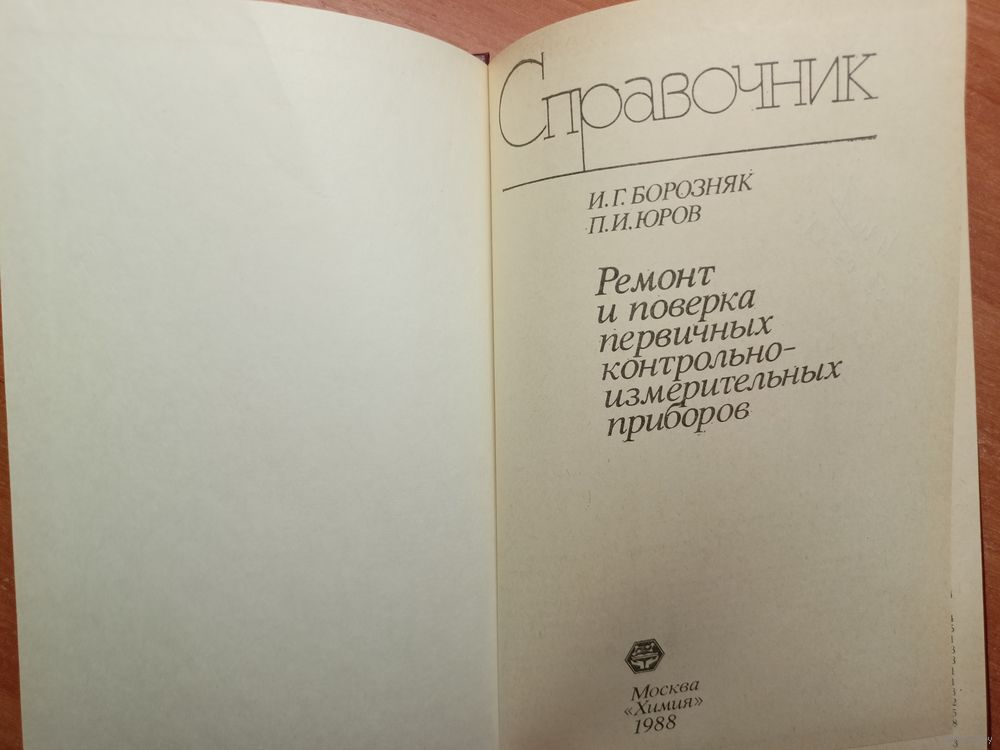 Справочник
И.Г. БОРОЗНЯК
П.И. ЮРОВ
Ремонт
и поверка
первичных
контрольно-
измерительных
приборов
Москва
«Химия»
1988